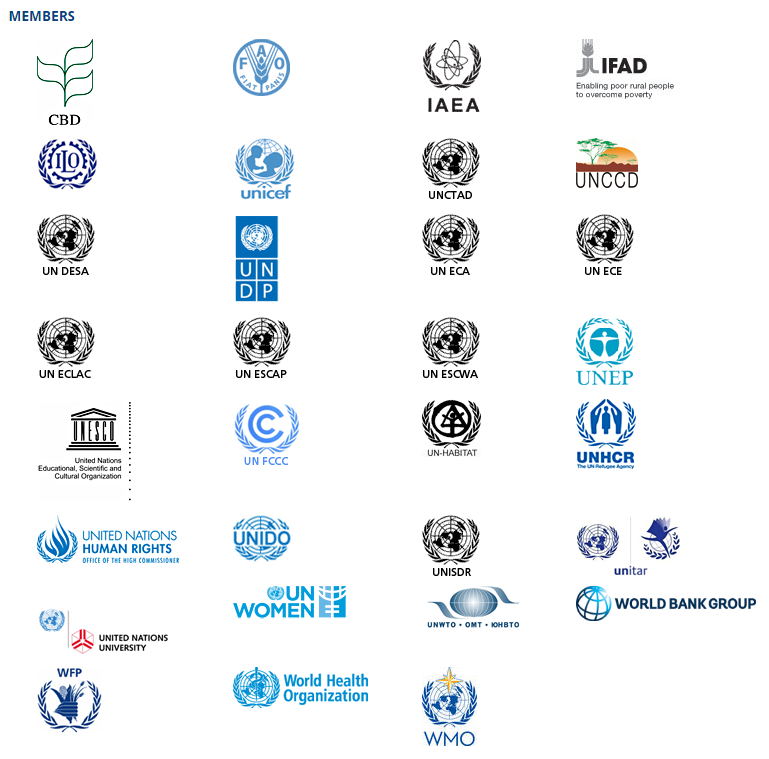 MEMBERS
CBD
F A O
FIAT PANIS
IAEA
IFAD
Enabling poor rural people
to overcome poverty
ILO
unicef
UNCTAD
UNCCD
UN DESA
UN
DP
UN ECA
UN ECE
UN ECLAC
UN ESCAP
UN ESCWA
UNEP
UNESCO
United Nations
Educational, Scientific and
Cultural Organization
UN FCCC
UN-HABITAT
UNHCR
The UN Refugee Agency
UNITED NATIONS
HUMAN RIGHTS
OFFICE OF THE HIGH COMMISSIONER
UNIDO
UNISDR
unitar
UNITED NATIONS
UNIVERSITY
UN
WOMEN
UNWTO • OMT • ЮНВТО
WORLD BANK GROUP
WFP
World Health
Organization
WMO